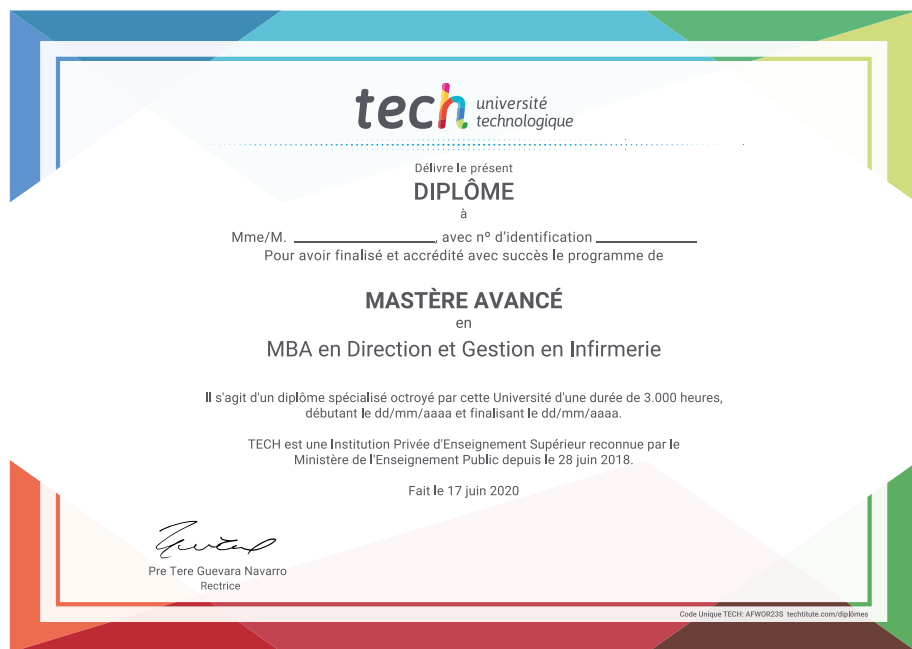 tech université
technologique
Délivre le présent
DIPLÔME
à
Mme/M. ________________, avec nº d'identification ____________
Pour avoir finalisé et accrédité avec succès le programme de
MASTÈRE AVANCÉ
en
MBA en Direction et Gestion en Infirmerie
Il s'agit d'un diplôme spécialisé octroyé par cette Université d'une durée de 3.000 heures,
débutant le dd/mm/aaaa et finalisant le dd/mm/aaaa.
TECH est une Institution Privée d'Enseignement Supérieur reconnue par le
Ministère de l'Enseignement Public depuis le 28 juin 2018.
Fait le 17 juin 2020
Pre Tere Guevara Navarro
Rectrice
Code Unique TECH: AFWOR23S techtitute.com/diplômes